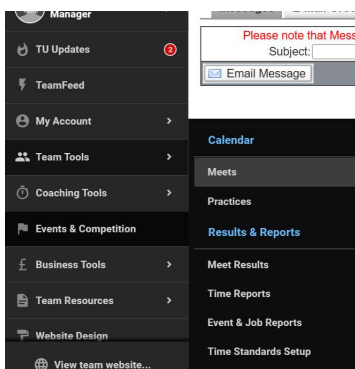 Manager
TU Updates
2
TeamFeed
My Account
Team Tools
Coaching Tools
Events & Competition
£ Business Tools
Team Resources
Website Design
View team website...
Messages
Please note that Mess
Subject:
Email Message
Calendar
Meets
Practices
Results & Reports
Meet Results
Time Reports
Event & Job Reports
Time Standards Setup